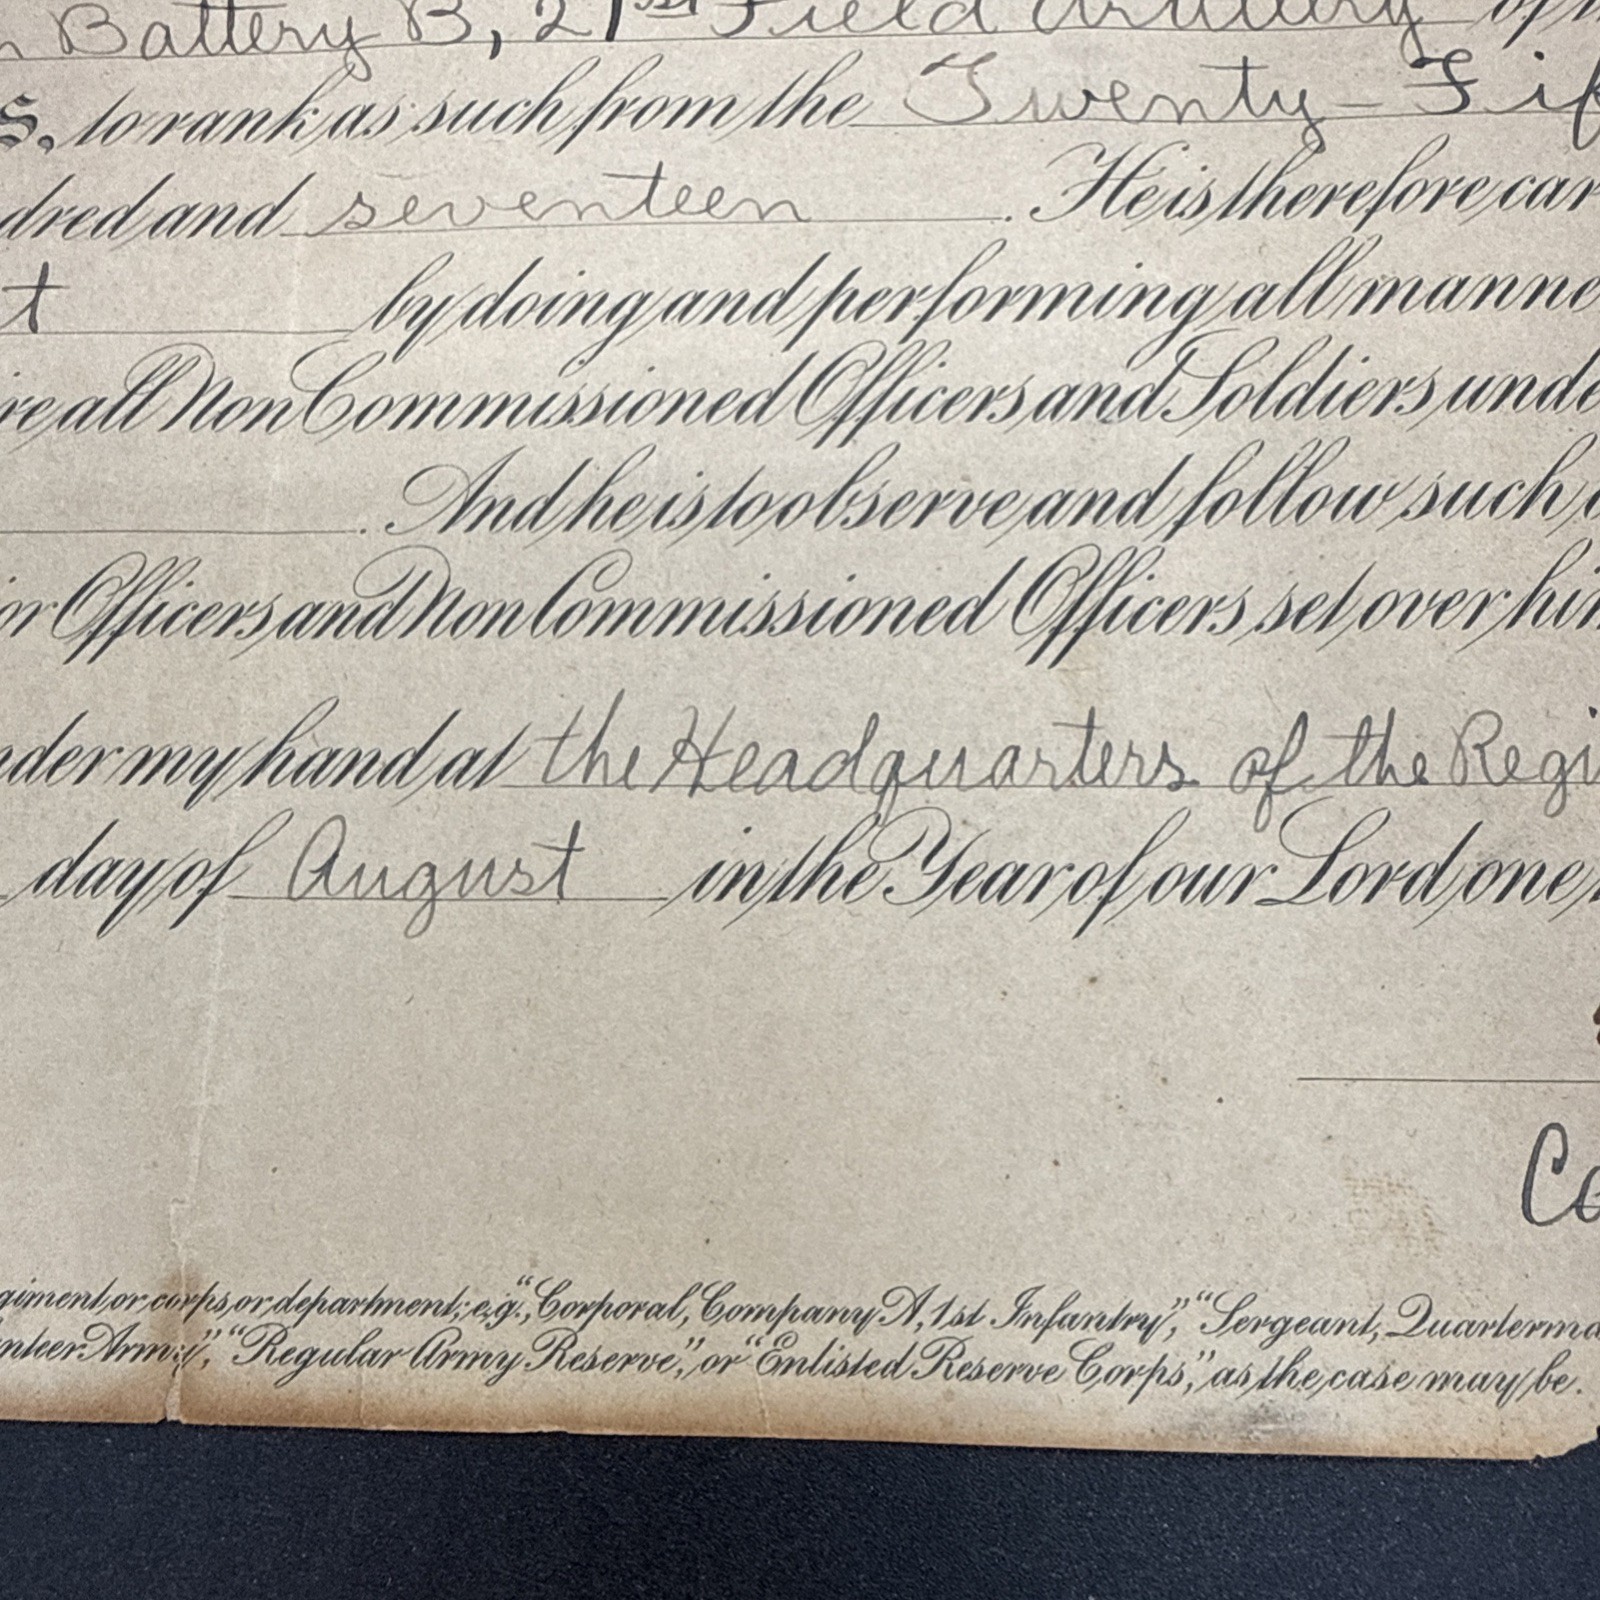 Battery B, 21st Field Artillery of
S. to rank as such from the Twenty-Fif
dred and seventeen. He is therefore car
t by doing and performing all manne
re all Non Commissioned Officers and Soldiers unde
. And he is to observe and follow such
or Officers and Non Commissioned Officers set over him
nder my hand at the Headquarters of the Regi
day of August in the Year of our Lord one
Co
giment or corps or department; e.g., "Corporal, Company A, 1st Infantry," "Sergeant, Quarterma
nteer Army," "Regular Army Reserve," or "Enlisted Reserve Corps," as the case may be.